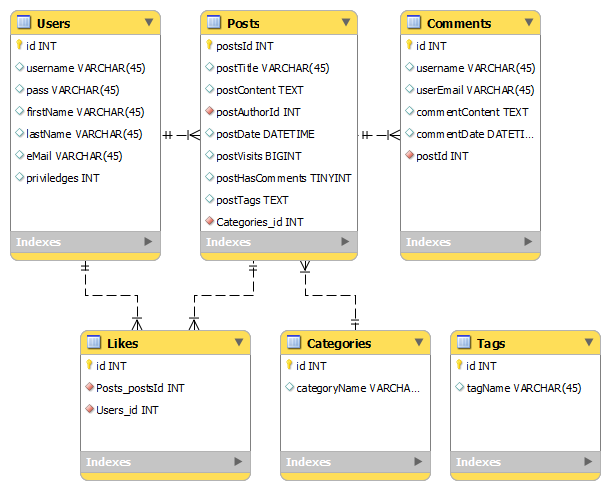 Users
id INT
username VARCHAR(45)
pass VARCHAR(45)
firstName VARCHAR(45)
lastName VARCHAR(45)
eMail VARCHAR(45)
priviledges INT
Indexes
Posts
postsId INT
postTitle VARCHAR(45)
postContent TEXT
postAuthorId INT
postDate DATETIME
postVisits BIGINT
postHasComments TINYINT
postTags TEXT
Categories_id INT
Indexes
Comments
id INT
username VARCHAR(45)
userEmail VARCHAR(45)
commentContent TEXT
commentDate DATETI...
postId INT
Indexes
Likes
id INT
Posts_postsId INT
Users_id INT
Indexes
Categories
id INT
categoryName VARCHA...
Indexes
Tags
id INT
tagName VARCHAR(45)
Indexes